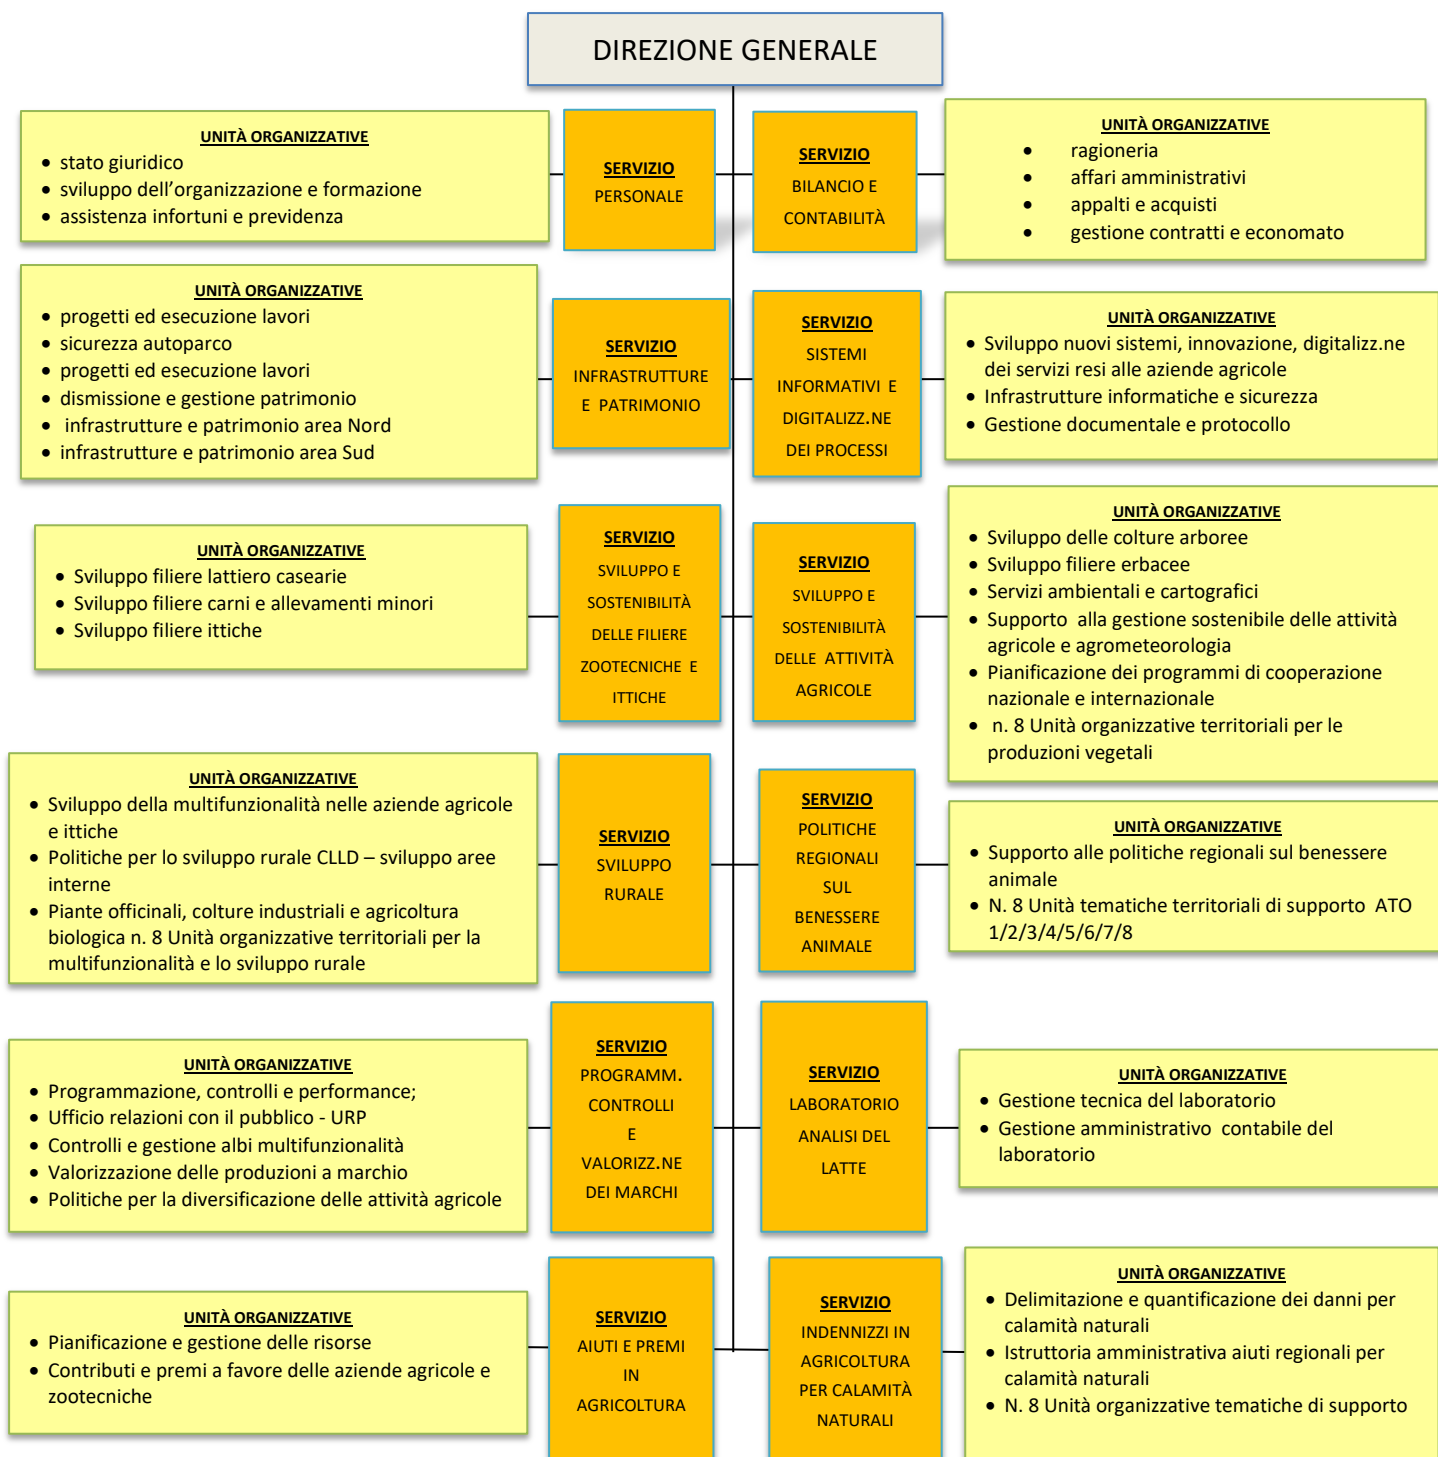 DIREZIONE GENERALE
UNITÀ ORGANIZZATIVE
• stato giuridico
• sviluppo dell'organizzazione e formazione
• assistenza infortuni e previdenza
SERVIZIO
PERSONALE
SERVIZIO
BILANCIO E
CONTABILITÀ
UNITÀ ORGANIZZATIVE
• ragioneria
• affari amministrativi
• appalti e acquisti
• gestione contratti e economato
UNITÀ ORGANIZZATIVE
• progetti ed esecuzione lavori
• sicurezza autoparco
• progetti ed esecuzione lavori
• dismissione e gestione patrimonio
• infrastrutture e patrimonio area Nord
• infrastrutture e patrimonio area Sud
SERVIZIO
INFRASTRUTTURE
E PATRIMONIO
SERVIZIO
SISTEMI
INFORMATIVI E
DIGITALIZZ.NE
DEI PROCESSI
UNITÀ ORGANIZZATIVE
• Sviluppo nuovi sistemi, innovazione, digitalizz.ne
dei servizi resi alle aziende agricole
• Infrastrutture informatiche e sicurezza
• Gestione documentale e protocollo
UNITÀ ORGANIZZATIVE
• Sviluppo filiere lattiero casearie
• Sviluppo filiere carni e allevamenti minori
• Sviluppo filiere ittiche
SERVIZIO
SVILUPPO E
SOSTENIBILITÀ
DELLE FILIERE
ZOOTECNICHE E
ITTICHE
SERVIZIO
SVILUPPO E
SOSTENIBILITÀ
DELLE ATTIVITÀ
AGRICOLE
UNITÀ ORGANIZZATIVE
• Sviluppo delle colture arboree
• Sviluppo filiere erbacee
• Servizi ambientali e cartografici
• Supporto alla gestione sostenibile delle attività
agricole e agrometeorologia
• Pianificazione dei programmi di cooperazione
nazionale e internazionale
• n. 8 Unità organizzative territoriali per le
produzioni vegetali
UNITÀ ORGANIZZATIVE
• Sviluppo della multifunzionalità nelle aziende agricole
e ittiche
• Politiche per lo sviluppo rurale CLLD – sviluppo aree
interne
• Piante officinali, colture industriali e agricoltura
biologica n. 8 Unità organizzative territoriali per la
multifunzionalità e lo sviluppo rurale
SERVIZIO
SVILUPPO
RURALE
SERVIZIO
POLITICHE
REGIONALI
SUL
BENESSERE
ANIMALE
UNITÀ ORGANIZZATIVE
• Supporto alle politiche regionali sul benessere
animale
• N. 8 Unità tematiche territoriali di supporto ATO
1/2/3/4/5/6/7/8
UNITÀ ORGANIZZATIVE
• Programmazione, controlli e performance;
• Ufficio relazioni con il pubblico - URP
• Controlli e gestione albi multifunzionalità
• Valorizzazione delle produzioni a marchio
• Politiche per la diversificazione delle attività agricole
SERVIZIO
PROGRAMM.
CONTROLLI
E
VALORIZZ.NE
DEI MARCHI
SERVIZIO
LABORATORIO
ANALISI DEL
LATTE
UNITÀ ORGANIZZATIVE
• Gestione tecnica del laboratorio
• Gestione amministrativo contabile del
laboratorio
UNITÀ ORGANIZZATIVE
• Pianificazione e gestione delle risorse
• Contributi e premi a favore delle aziende agricole e
zootecniche
SERVIZIO
AIUTI E PREMI
IN
AGRICOLTURA
SERVIZIO
INDENNIZZI IN
AGRICOLTURA
PER CALAMITÀ
NATURALI
UNITÀ ORGANIZZATIVE
• Delimitazione e quantificazione dei danni per
calamità naturali
• Istruttoria amministrativa aiuti regionali per
calamità naturali
• N. 8 Unità organizzative tematiche di supporto